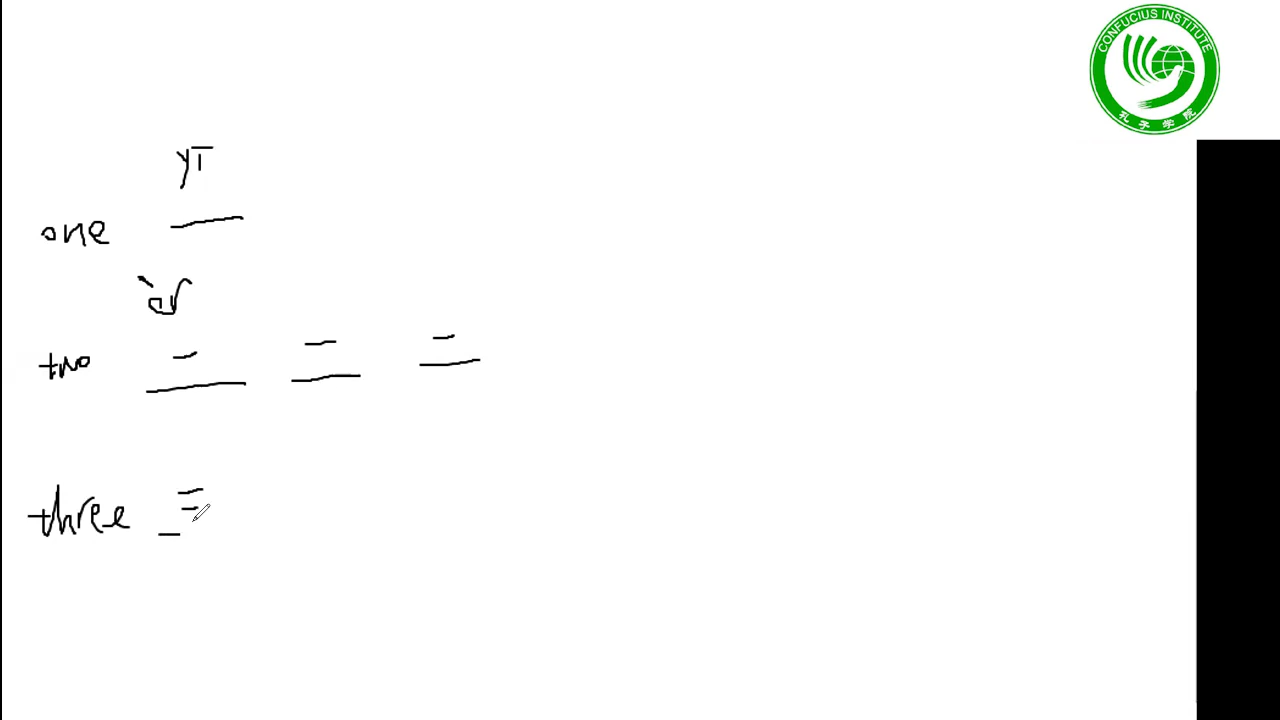 CONFUCIUS INSTITUTE
孔子学院
yī
one 一
èr
two 二 二 二
three 三